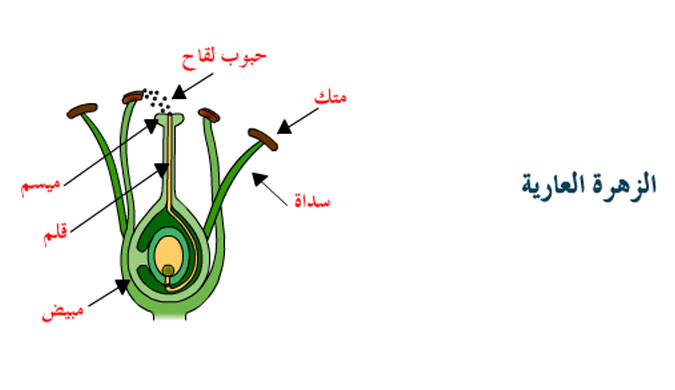 حبوب لقاح
متك
ميسم
الزهرة العارية
سداة
قلم
مبيض